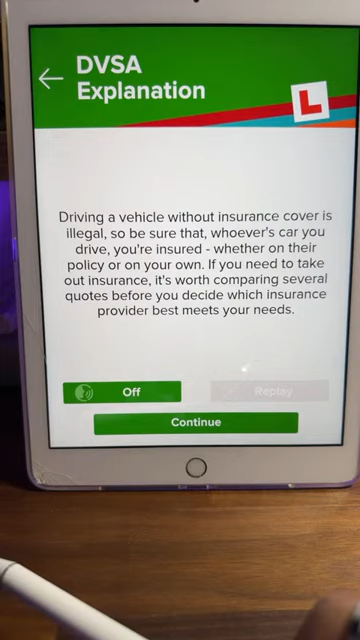 DVSA
Explanation
L
Driving a vehicle without insurance cover is
illegal, so be sure that, whoever's car you
drive, you're insured - whether on their
policy or on your own. If you need to take
out insurance, it's worth comparing several
quotes before you decide which insurance
provider best meets your needs.
Off
Replay
Continue